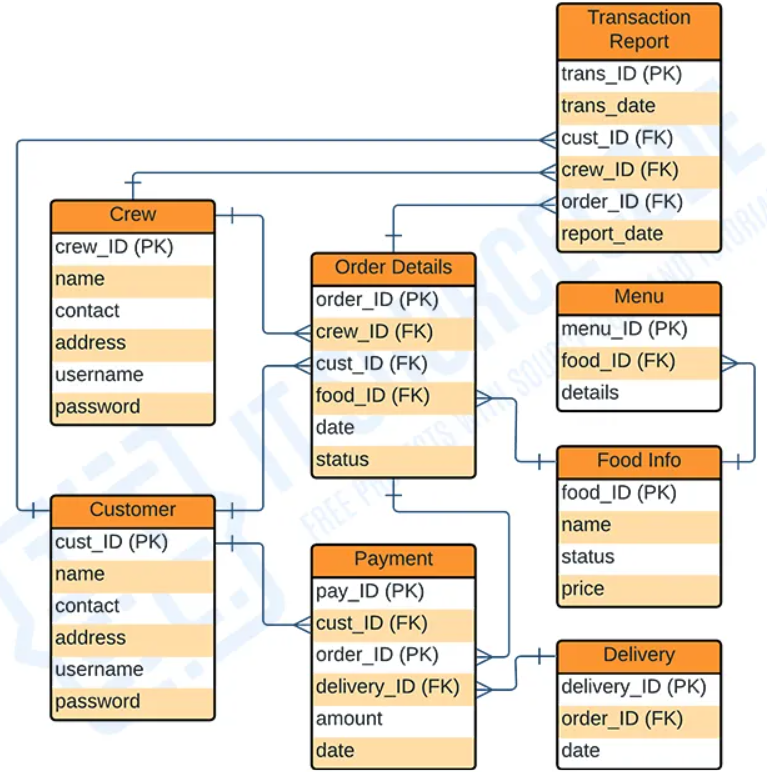 Transaction
Report
trans_ID (PK)
trans_date
cust_ID (FK)
crew_ID (FK)
order_ID (FK)
report_date
Crew
crew_ID (PK)
name
contact
address
username
password
Order Details
order_ID (PK)
crew_ID (FK)
cust_ID (FK)
food_ID (FK)
date
status
Menu
menu_ID (PK)
food_ID (FK)
details
Food Info
food_ID (PK)
name
status
price
Customer
cust_ID (PK)
name
contact
address
username
password
Payment
pay_ID (PK)
cust_ID (FK)
order_ID (PK)
delivery_ID (FK)
amount
date
Delivery
delivery_ID (PK)
order_ID (FK)
date